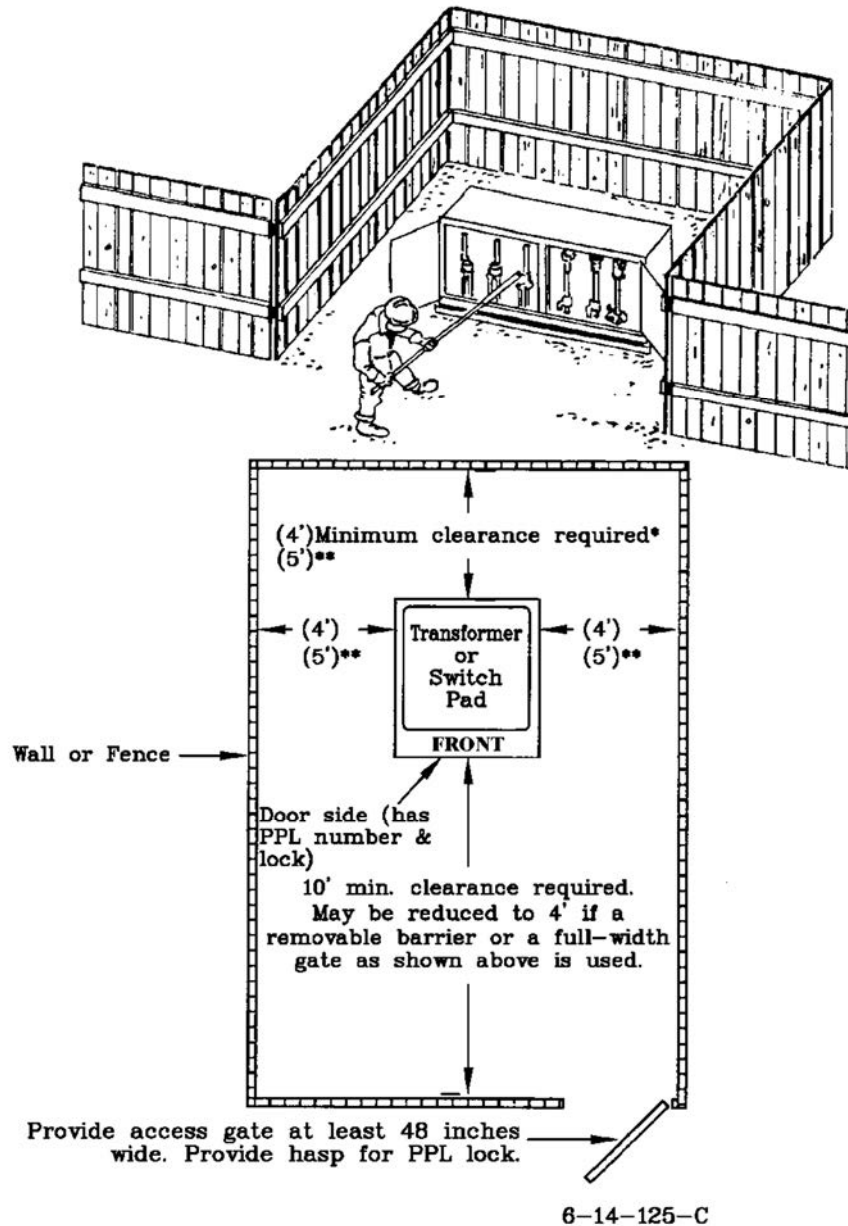 (4')Minimum clearance required*
(5')**
(4')
(5')**
Transformer
or
Switch
Pad
(4')
(5')**
FRONT
Wall or Fence
Door side (has
PPL number &
lock)
10' min. clearance required.
May be reduced to 4' if a
removable barrier or a full-width
gate as shown above is used.
Provide access gate at least 48 inches
wide. Provide hasp for PPL lock.
6-14-125-C